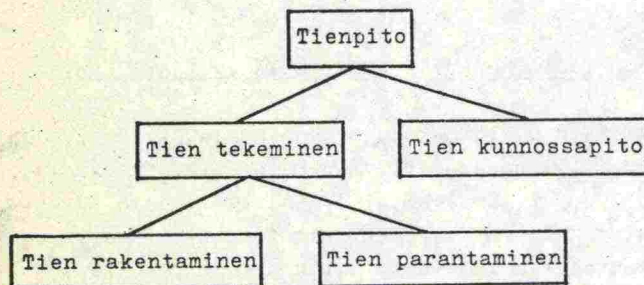 Tienpito
Tien tekeminen
Tien kunnossapito
Tien rakentaminen
Tien parantaminen